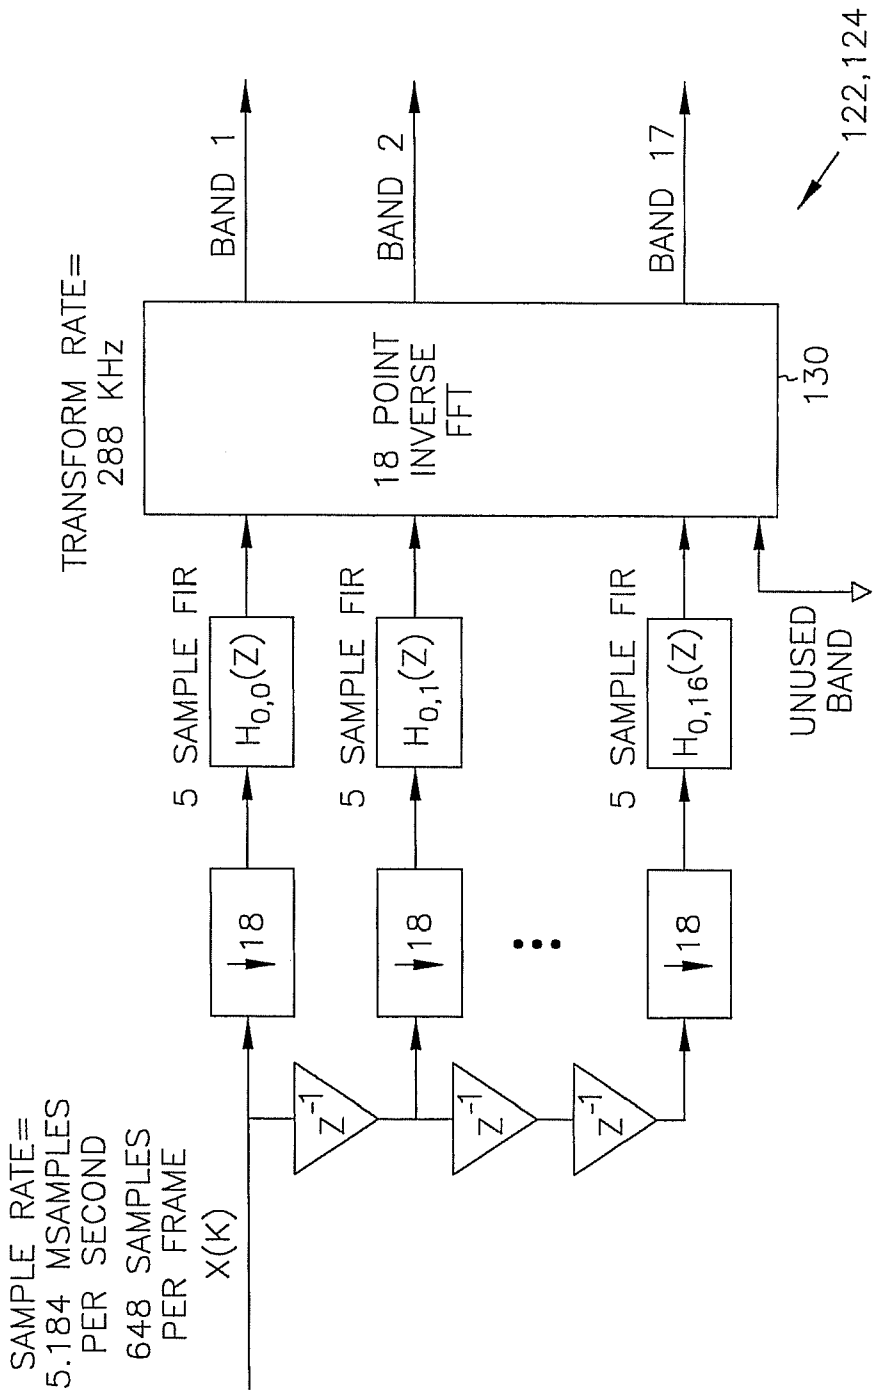 SAMPLE RATE=
5.184 MSAMPLES
PER SECOND
648 SAMPLES
PER FRAME
X(K)
Z-1
Z-1
Z-1
↓18
↓18
↓18
5 SAMPLE FIR
H0,0(Z)
5 SAMPLE FIR
H0,1(Z)
5 SAMPLE FIR
H0,16(Z)
UNUSED
BAND
TRANSFORM RATE=
288 KHz
18 POINT
INVERSE
FFT
130
BAND 1
BAND 2
BAND 17
122,124